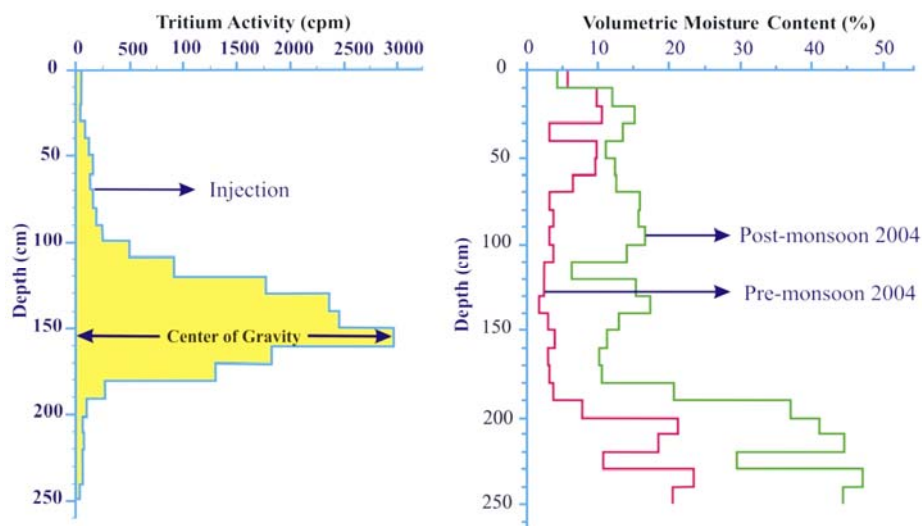 Tritium Activity (cpm)
0 500 100 1500 2000 2500 3000
0
50
100
150
200
250
Depth (cm)
Injection
Center of Gravity
Volumetric Moisture Content (%)
0 10 20 30 40 50
0
50
100
150
200
250
Depth (cm)
Post-monsoon 2004
Pre-monsoon 2004